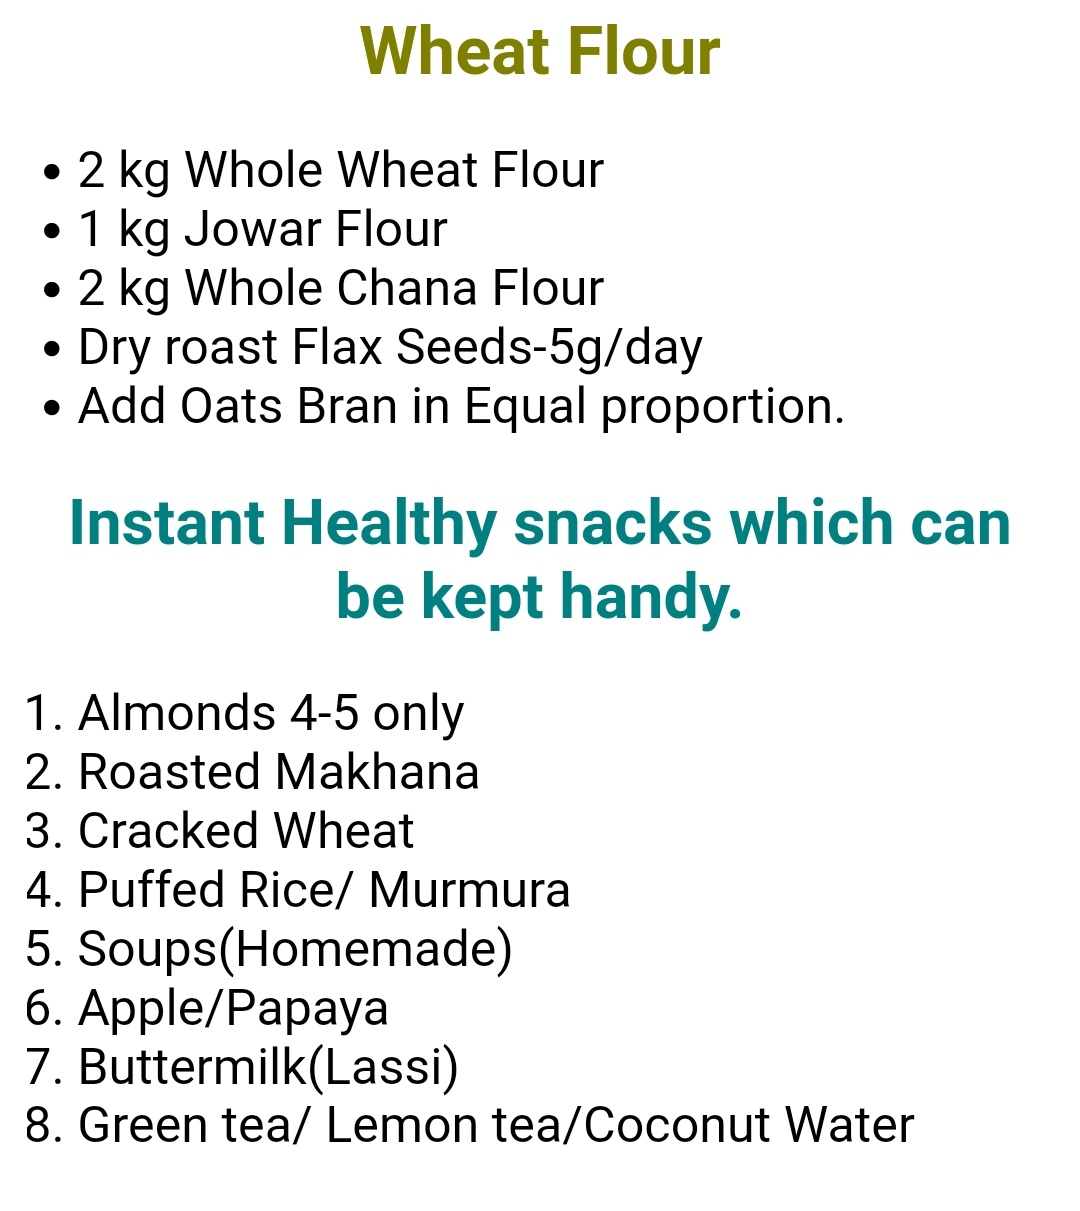 Wheat Flour
• 2 kg Whole Wheat Flour
• 1 kg Jowar Flour
• 2 kg Whole Chana Flour
• Dry roast Flax Seeds-5g/day
• Add Oats Bran in Equal proportion.
Instant Healthy snacks which can
be kept handy.
1. Almonds 4-5 only
2. Roasted Makhana
3. Cracked Wheat
4. Puffed Rice/ Murmura
5. Soups(Homemade)
6. Apple/Papaya
7. Buttermilk(Lassi)
8. Green tea/ Lemon tea/Coconut Water